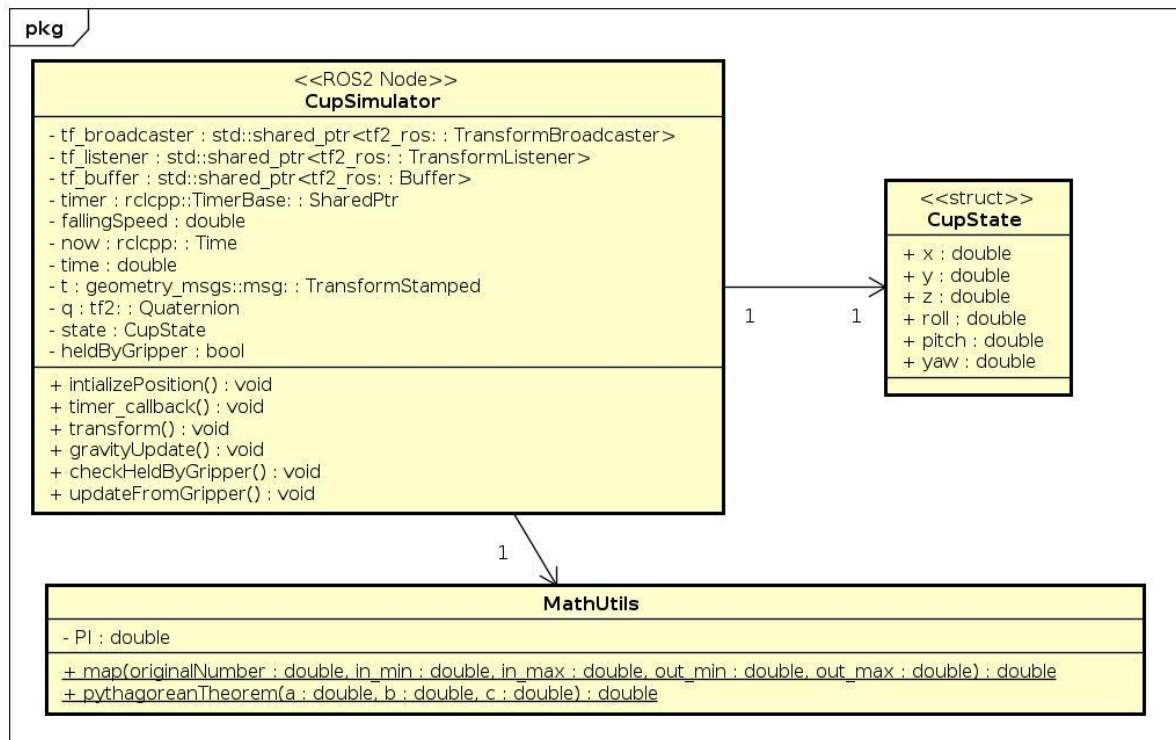 pkg
<<ROS2 Node>>
CupSimulator
- tf_broadcaster : std::shared_ptr<tf2_ros: : TransformBroadcaster>
- tf_listener : std::shared_ptr<tf2_ros: : TransformListener>
- tf_buffer : std::shared_ptr<tf2_ros: : Buffer>
- timer : rclcpp::TimerBase: : SharedPtr
- fallingSpeed : double
- now : rclcpp: : Time
- time : double
- t : geometry_msgs::msg: : TransformStamped
- q : tf2: : Quaternion
- state : CupState
- heldByGripper : bool
+ intializePosition() : void
+ timer_callback() : void
+ transform() : void
+ gravityUpdate() : void
+ checkHeldByGripper() : void
+ updateFromGripper() : void
<<struct>>
CupState
+ x : double
+ y : double
+ z : double
+ roll : double
+ pitch : double
+ yaw : double
1 1
1
MathUtils
- PI : double
+ map(originalNumber : double, in_min : double, in_max : double, out_min : double, out_max : double) : double
+ pythagoreanTheorem(a : double, b : double, c : double) : double